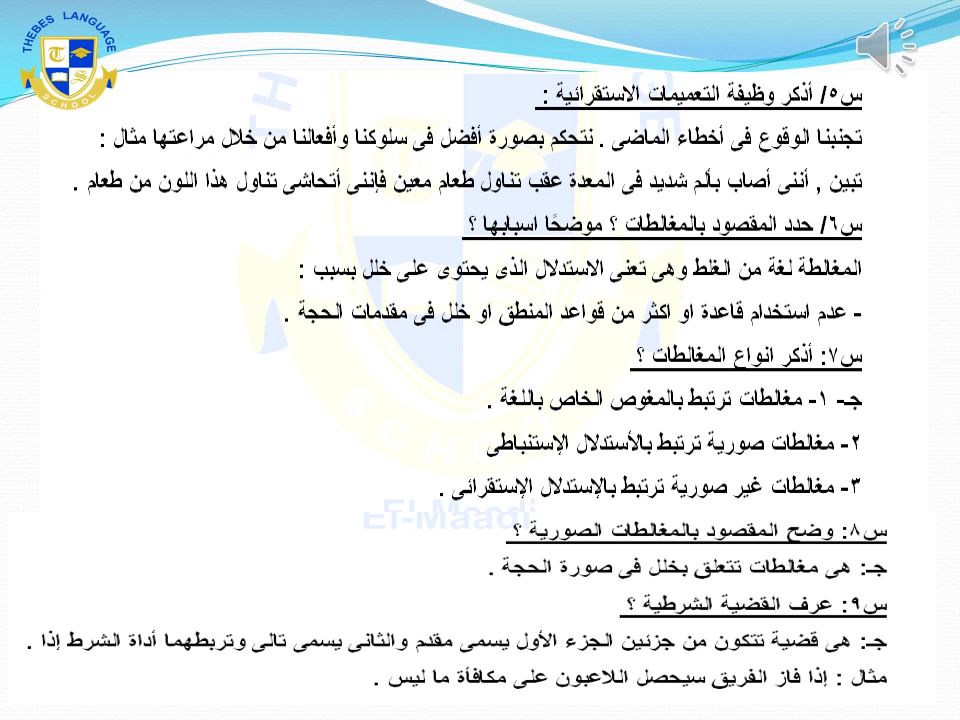 THEBES LANGUAGE
SCHOOL
س٥/ أذكر وظيفة التعميمات الاستقرائية :
تجنبنا الوقوع فى أخطاء الماضى . نتحكم بصورة أفضل فى سلوكنا وأفعالنا من خلال مراعتها مثال :
تبين , أننى أصاب بألم شديد فى المعدة عقب تناول طعام معين فإننى أتحاشى تناول هذا اللون من طعام .
س٦/ حدد المقصود بالمغالطات ؟ موضحًا اسبابها ؟
المغالطة لغة من الغلط وهى تعنى الاستدلال الذى يحتوى على خلل بسبب :
- عدم استخدام قاعدة او اكثر من قواعد المنطق او خلل فى مقدمات الحجة .
س٧: أذكر انواع المغالطات ؟
جـ- ١- مغالطات ترتبط بالمغوص الخاص باللغة .
٢- مغالطات صورية ترتبط بالأستدلال الإستنباطى
٣- مغالطات غير صورية ترتبط بالإستدلال الإستقرائى .
El-Maadi
س٨: وضح المقصود بالمغالطات الصورية ؟
جـ: هى مغالطات تتعلق بخلل فى صورة الحجة .
س٩: عرف القضية الشرطية ؟
جـ: هى قضية تتكون من جزئين الجزء الأول يسمى مقدم والثانى يسمى تالى وتربطهما أداة الشرط إذا .
مثال : إذا فاز الفريق سيحصل اللاعبون على مكافأة ما ليس .